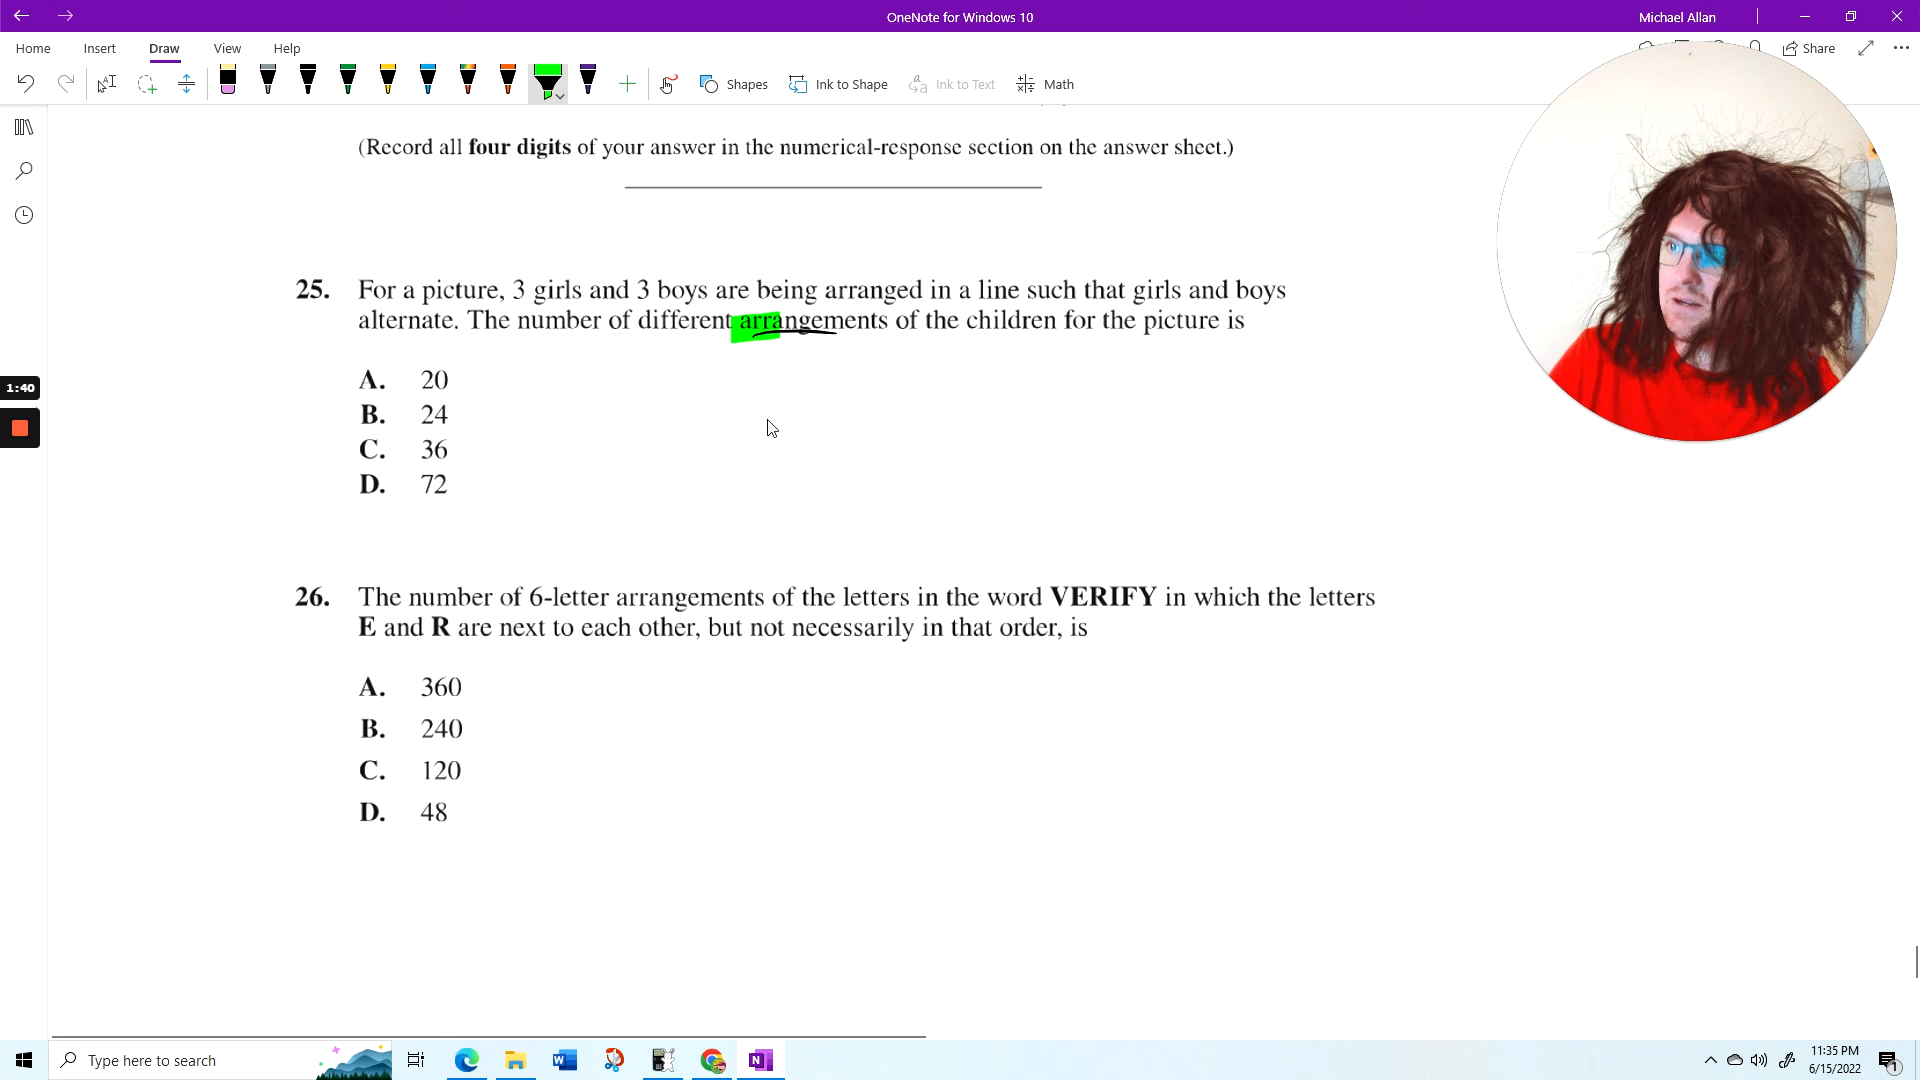 OneNote for Windows 10
Michael Allan
Home Insert Draw View Help
Share
Shapes Ink to Shape Ink to Text Math
(Record all four digits of your answer in the numerical-response section on the answer sheet.)
25. For a picture, 3 girls and 3 boys are being arranged in a line such that girls and boys
alternate. The number of different arrangements of the children for the picture is
A. 20
B. 24
C. 36
D. 72
1:40
26. The number of 6-letter arrangements of the letters in the word VERIFY in which the letters
E and R are next to each other, but not necessarily in that order, is
A. 360
B. 240
C. 120
D. 48
Type here to search
11:35 PM
6/15/2022
1